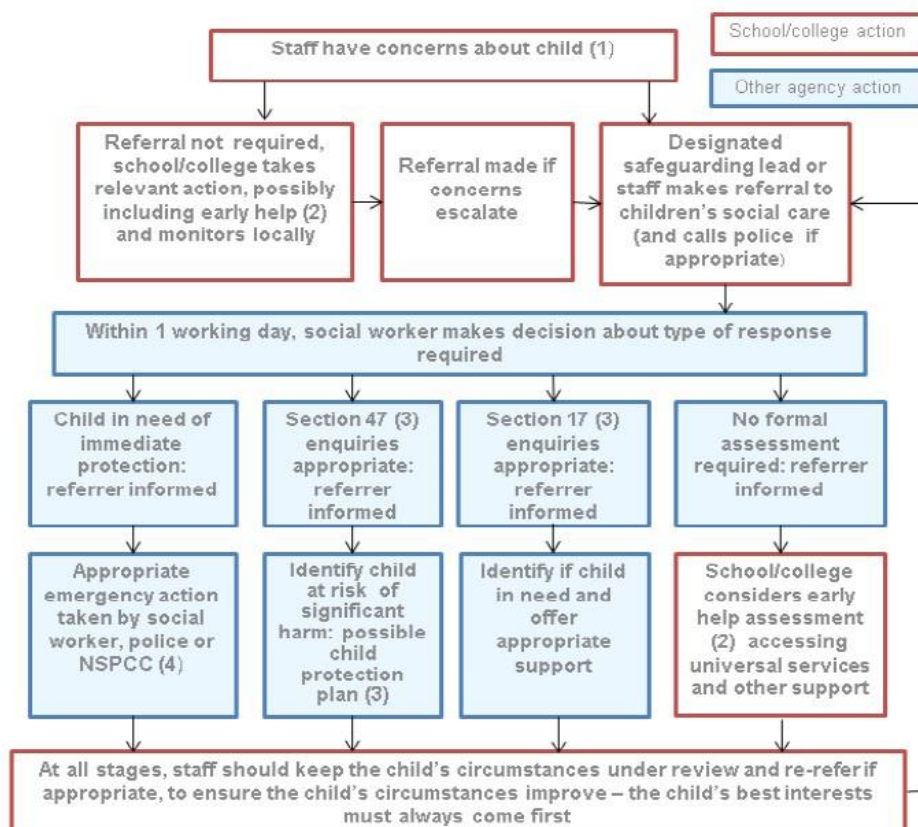 Staff have concerns about child (1)
School/college action
Other agency action
Referral not required,
school/college takes
relevant action, possibly
including early help (2)
and monitors locally
Referral made if
concerns
escalate
Designated
safeguarding lead or
staff makes referral to
children's social care
(and calls police if
appropriate)
Within 1 working day, social worker makes decision about type of response
required
Child in need of
immediate
protection:
referrer informed
Section 47 (3)
enquiries
appropriate:
referrer
informed
Section 17 (3)
enquiries
appropriate:
referrer
informed
No formal
assessment
required: referrer
informed
Appropriate
emergency action
taken by social
worker, police or
NSPCC (4)
Identify child
at risk of
significant
harm: possible
child
protection
plan (3)
Identify if child
in need and
offer
appropriate
support
School/college
considers early
help assessment
(2) accessing
universal services
and other support
At all stages, staff should keep the child's circumstances under review and re-refer if
appropriate, to ensure the child's circumstances improve – the child's best interests
must always come first